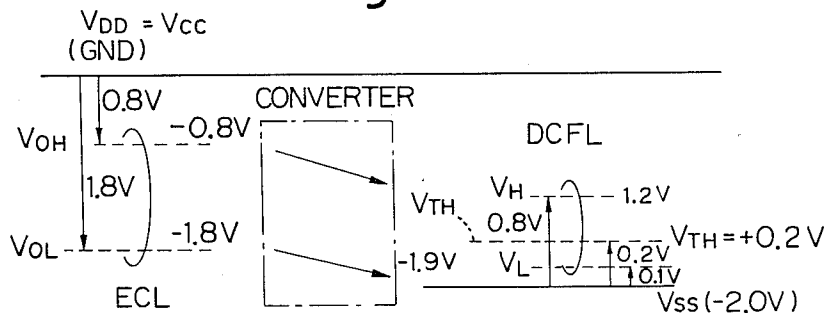 VDD = VCC
(GND)
0.8V
CONVERTER
VOH
-0.8V
DCFL
1.8V
VTH
VH
1.2V
0.8V
VOL
-1.8V
VTH=+0.2V
-1.9V
VL
0.2V
0.1V
ECL
VSS(-2.0V)